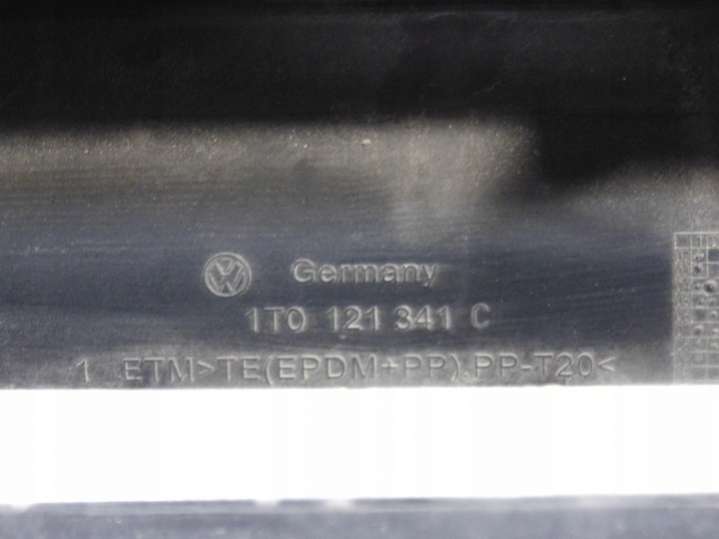 Germany
1T0 121 341 C
1 ETM>TE(EPDM+PP).PP-T20<